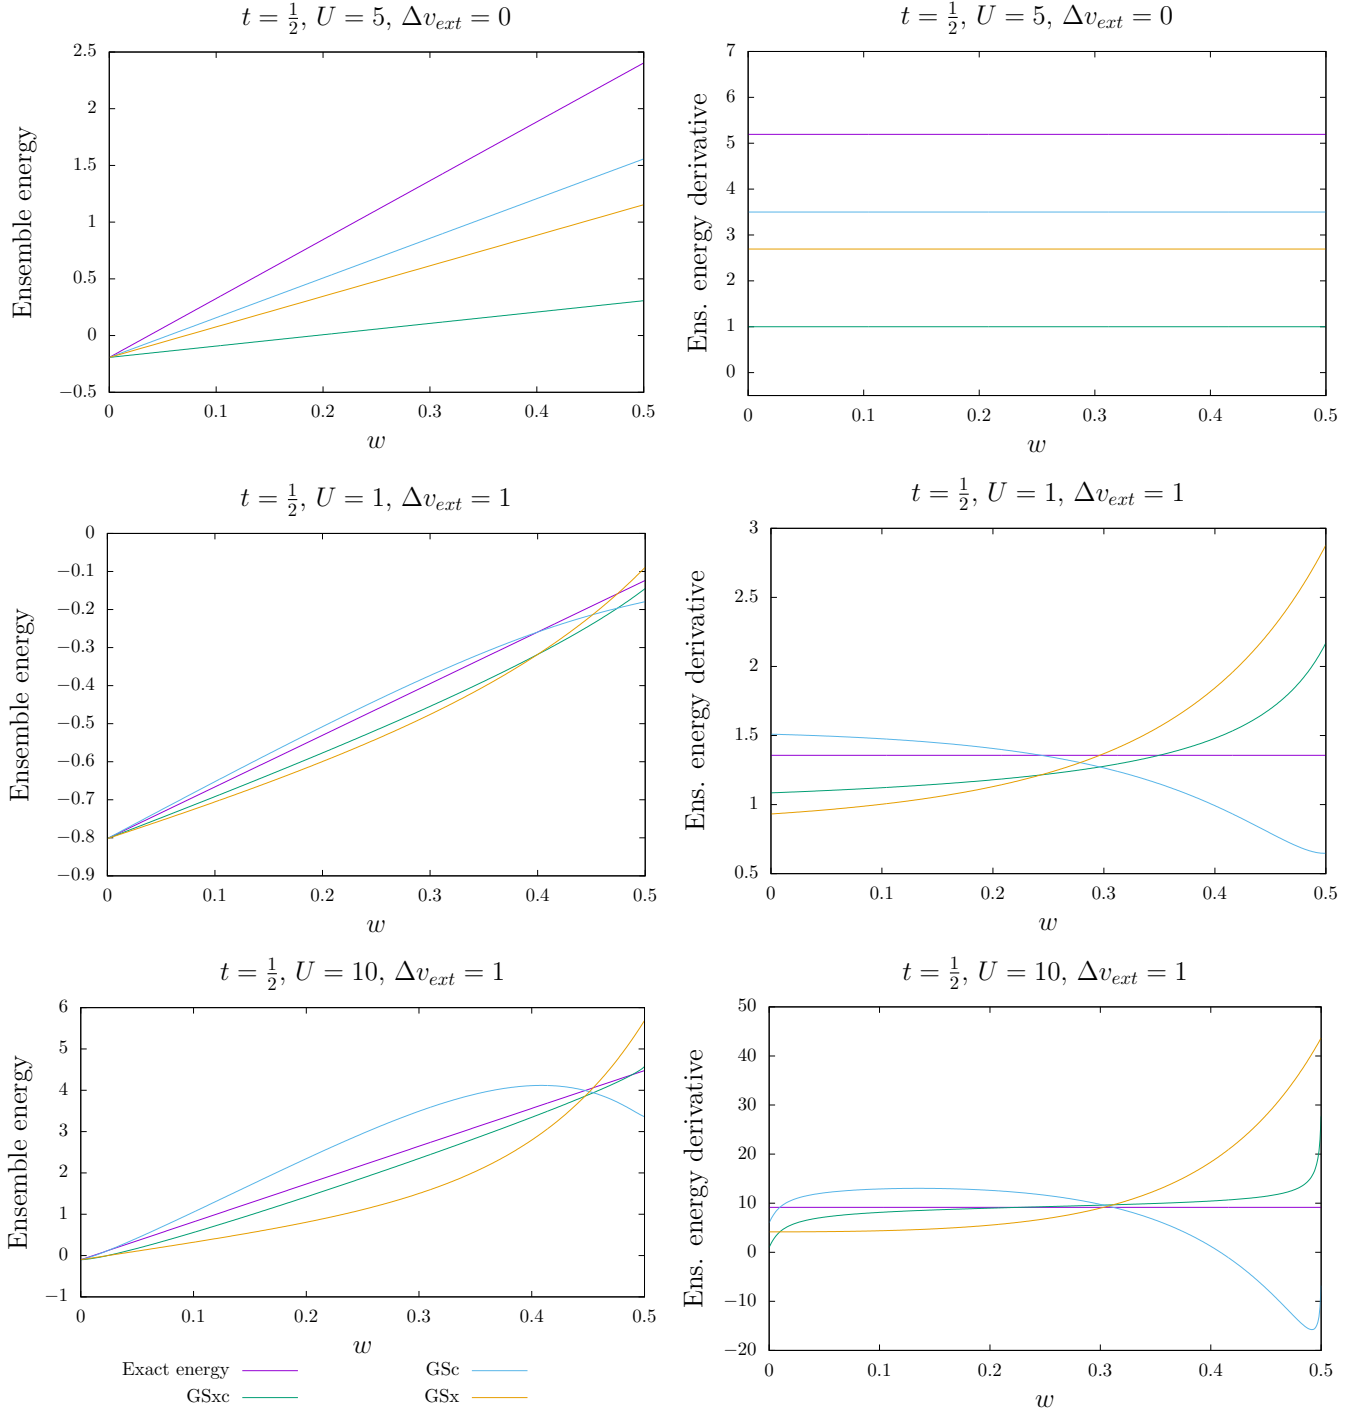 t = 1/2, U = 5, Δv_ext = 0
Ensemble energy
2.5
2
1.5
1
0.5
0
−0.5
0 0.1 0.2 0.3 0.4 0.5
w
t = 1/2, U = 5, Δv_ext = 0
Ens. energy derivative
7
6
5
4
3
2
1
0
0 0.1 0.2 0.3 0.4 0.5
w
t = 1/2, U = 1, Δv_ext = 1
Ensemble energy
0
−0.1
−0.2
−0.3
−0.4
−0.5
−0.6
−0.7
−0.8
−0.9
0 0.1 0.2 0.3 0.4 0.5
w
t = 1/2, U = 1, Δv_ext = 1
Ens. energy derivative
3
2.5
2
1.5
1
0.5
0 0.1 0.2 0.3 0.4 0.5
w
t = 1/2, U = 10, Δv_ext = 1
Ensemble energy
6
5
4
3
2
1
0
−1
0 0.1 0.2 0.3 0.4 0.5
w
t = 1/2, U = 10, Δv_ext = 1
Ens. energy derivative
50
40
30
20
10
0
−10
−20
0 0.1 0.2 0.3 0.4 0.5
w
Exact energy
GSxc
GSc
GSx